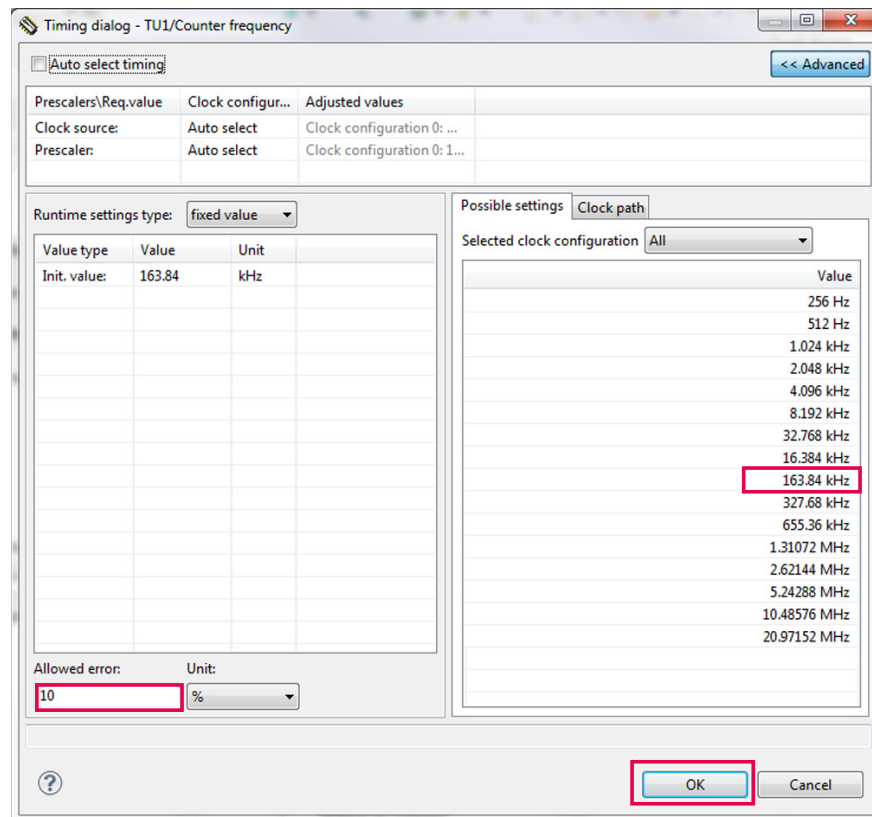 Timing dialog - TU1/Counter frequency
Auto select timing
<< Advanced
Prescalers\Req.value Clock configur... Adjusted values
Clock source: Auto select Clock configuration 0: ...
Prescaler: Auto select Clock configuration 0: 1...
Runtime settings type: fixed value
Value type Value Unit
Init. value: 163.84 kHz
Allowed error: Unit:
10 %
Possible settings Clock path
Selected clock configuration All
Value
256 Hz
512 Hz
1.024 kHz
2.048 kHz
4.096 kHz
8.192 kHz
32.768 kHz
16.384 kHz
163.84 kHz
327.68 kHz
655.36 kHz
1.31072 MHz
2.62144 MHz
5.24288 MHz
10.48576 MHz
20.97152 MHz
? OK Cancel